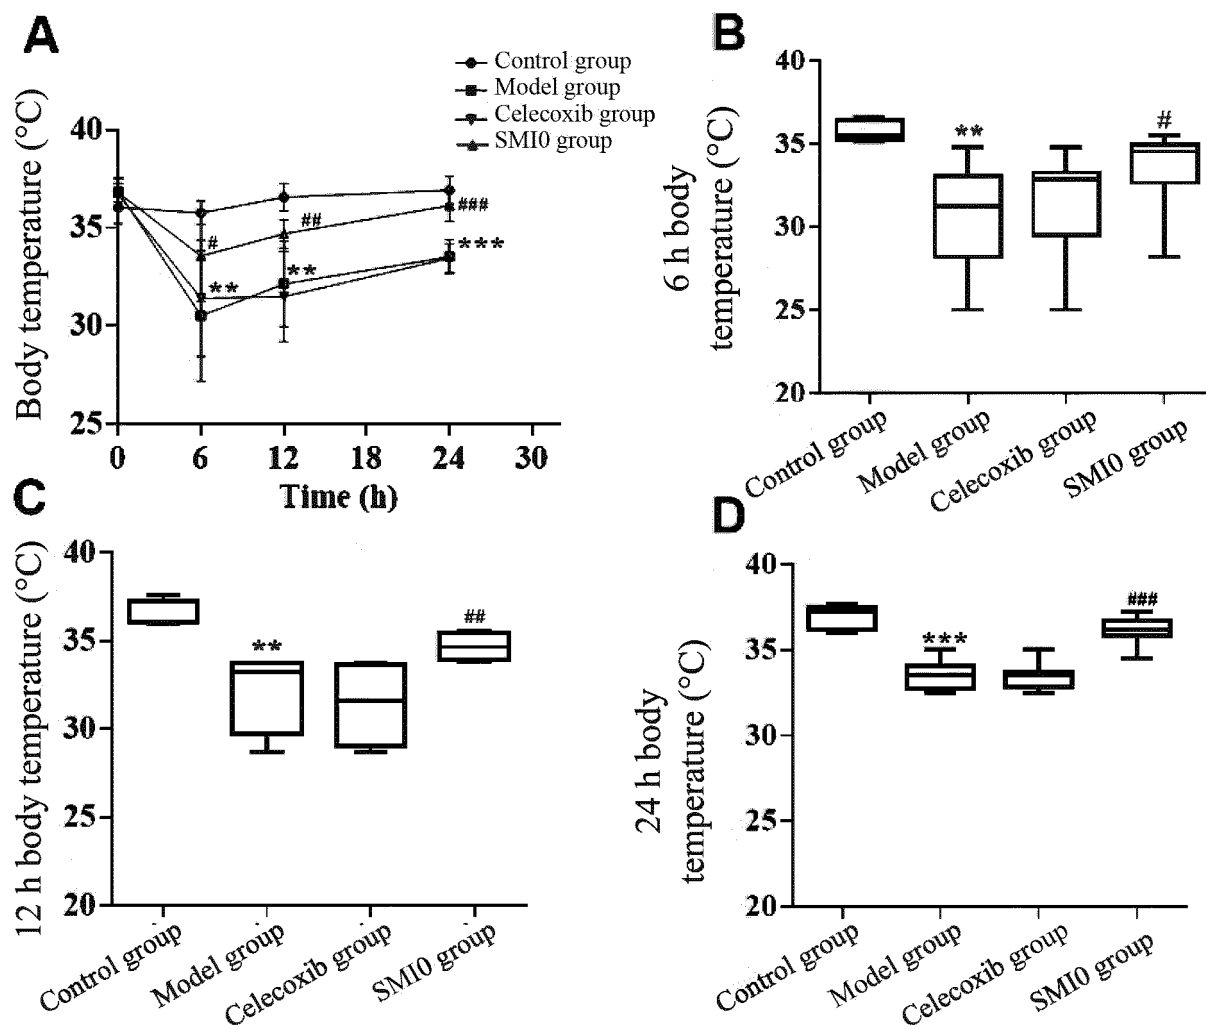 A
Control group
Model group
Celecoxib group
SMI0 group
Body temperature (°C)
40
35
30
25
#
**
##
**
###
***
0 6 12 18 24 30
Time (h)
B
6 h body
temperature (°C)
40
35
30
25
20
**
#
Control group
Model group
Celecoxib group
SMI0 group
C
12 h body temperature (°C)
40
35
30
25
20
**
##
Control group
Model group
Celecoxib group
SMI0 group
D
24 h body
temperature (°C)
40
35
30
25
20
***
###
Control group
Model group
Celecoxib group
SMI0 group